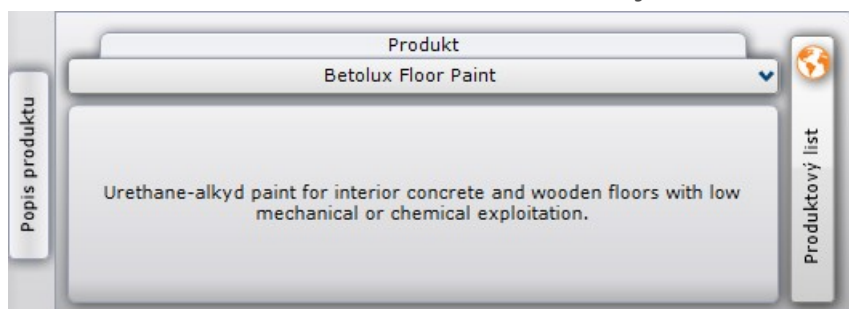 Produkt
Betolux Floor Paint
Popis produktu
Urethane-alkyd paint for interior concrete and wooden floors with low
mechanical or chemical exploitation.
Produktový list